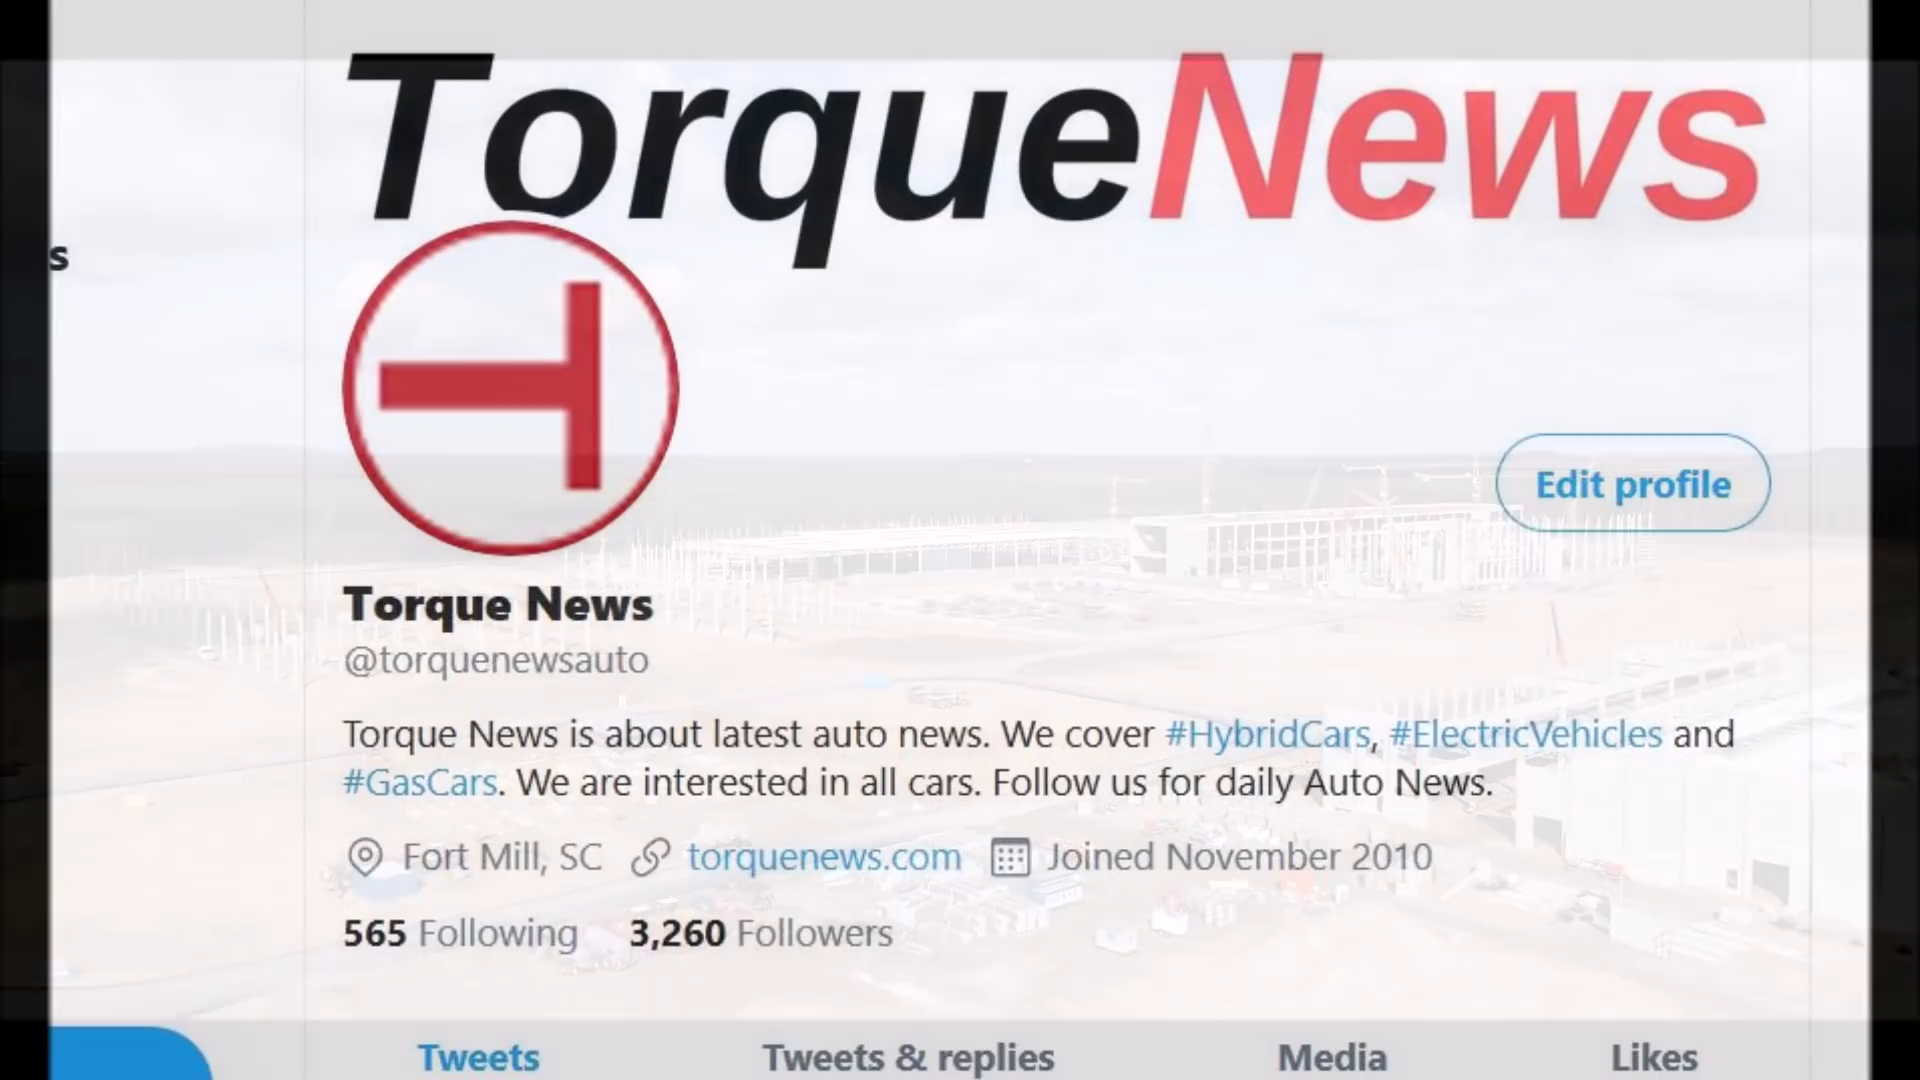 TorqueNews
s
T
Edit profile
Torque News
@torquenewsauto
Torque News is about latest auto news. We cover #HybridCars, #ElectricVehicles and
#GasCars. We are interested in all cars. Follow us for daily Auto News.
Fort Mill, SC torquenews.com Joined November 2010
565 Following 3,260 Followers
Tweets Tweets & replies Media Likes